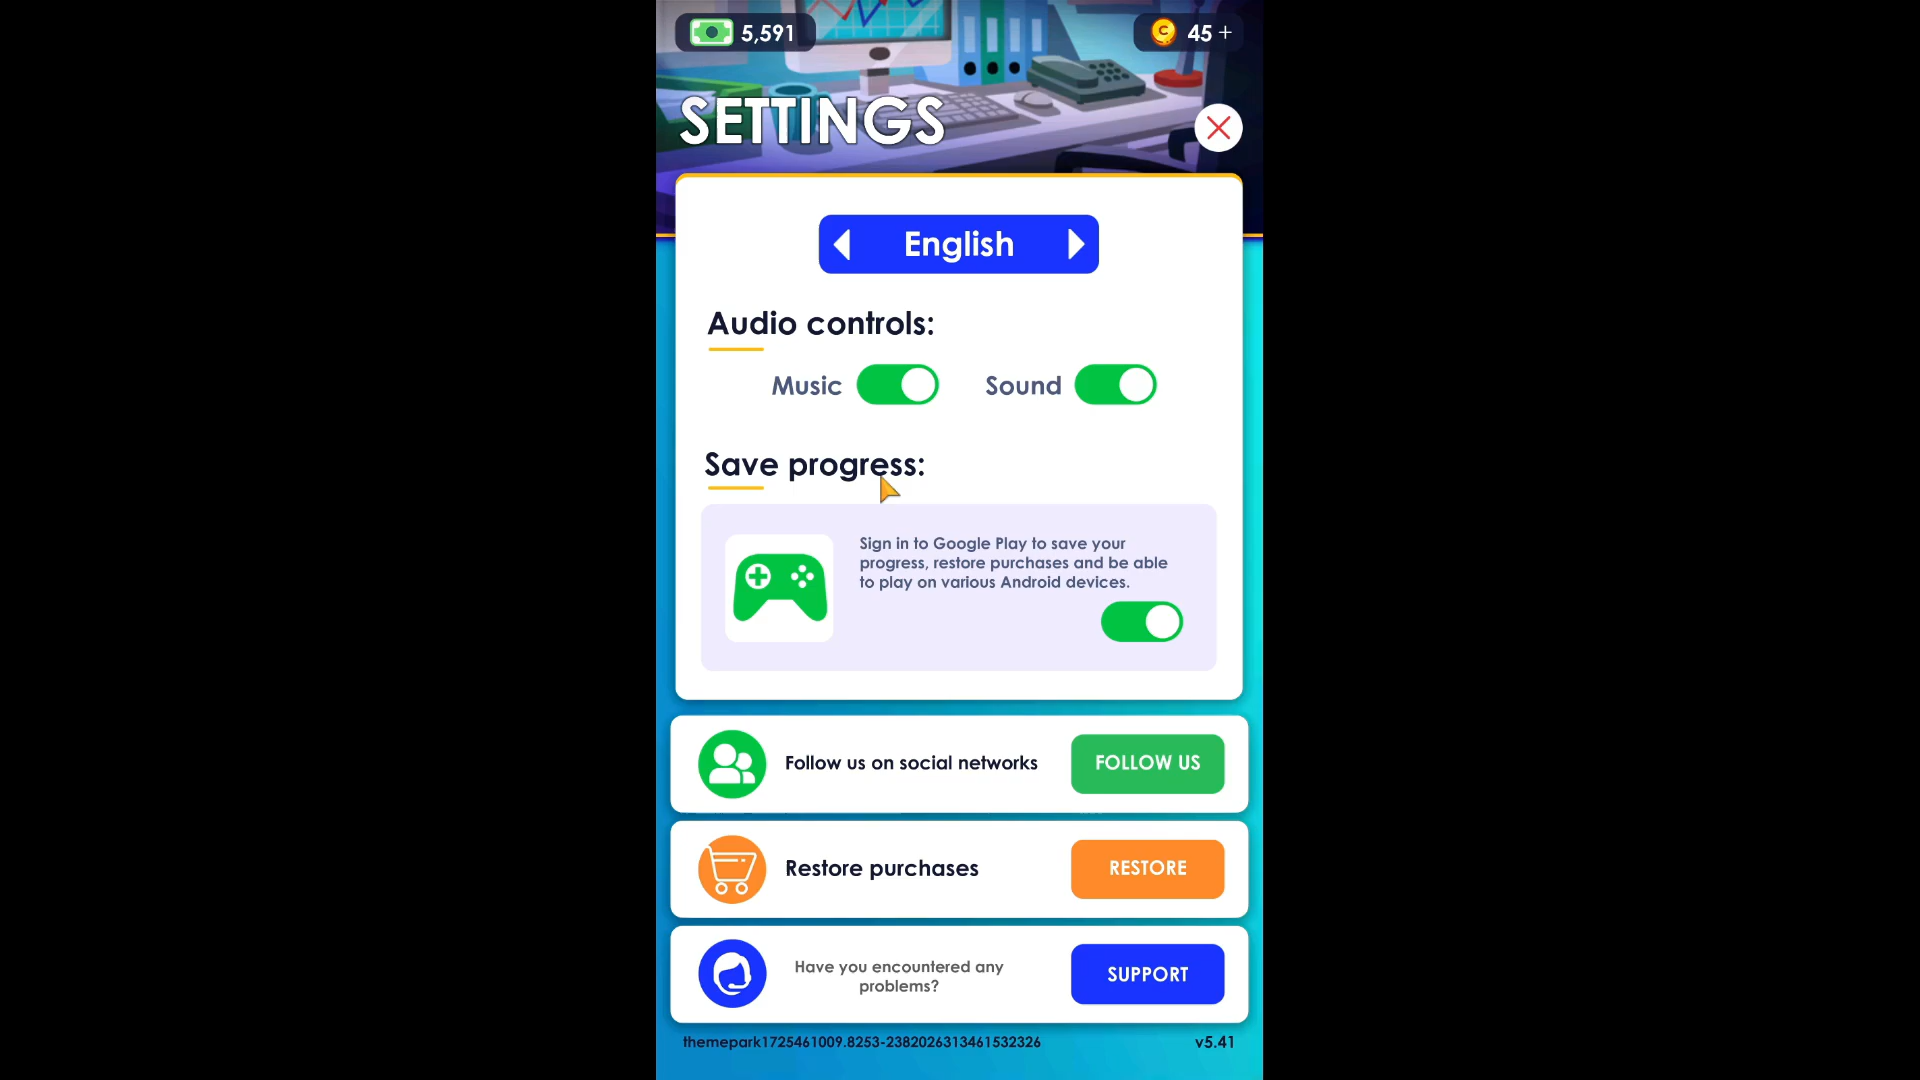 5,591
45 +
SETTINGS
English
Audio controls:
Music
Sound
Save progress:
Sign in to Google Play to save your
progress, restore purchases and be able
to play on various Android devices.
Follow us on social networks
FOLLOW US
Restore purchases
RESTORE
Have you encountered any
problems?
SUPPORT
themepark1725461009.8253-2382026313461532326
v5.41